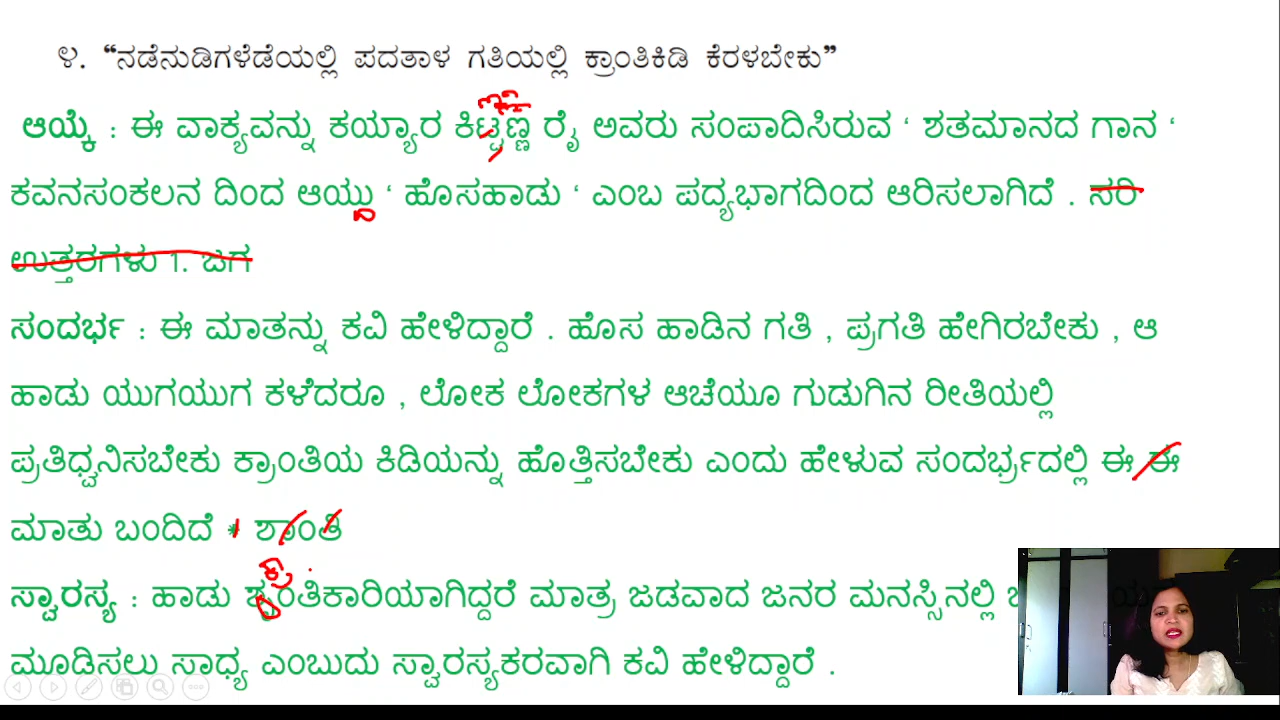 ೪. “ನಡೆನುಡಿಗಳೆಡೆಯಲ್ಲಿ ಪದತಾಳ ಗತಿಯಲ್ಲಿ ಕ್ರಾಂತಿಕಿಡಿ ಕೆರಳಬೇಕು”
ಆಯ್ಕೆ : ಈ ವಾಕ್ಯವನ್ನು ಕಯ್ಯಾರ ಕಿಟ್ಟಣ್ಣ ರೈ ಅವರು ಸಂಪಾದಿಸಿರುವ ‘ ಶತಮಾನದ ಗಾನ ‘
ಕವನಸಂಕಲನ ದಿಂದ ಆಯ್ದು ‘ ಹೊಸಹಾಡು ‘ ಎಂಬ ಪದ್ಯಭಾಗದಿಂದ ಆರಿಸಲಾಗಿದೆ . ಸರಿ
ಉತ್ತರಗಳು 1. ಜಗ
ಸಂದರ್ಭ : ಈ ಮಾತನ್ನು ಕವಿ ಹೇಳಿದ್ದಾರೆ . ಹೊಸ ಹಾಡಿನ ಗತಿ , ಪ್ರಗತಿ ಹೇಗಿರಬೇಕು , ಆ
ಹಾಡು ಯುಗಯುಗ ಕಳೆದರೂ , ಲೋಕ ಲೋಕಗಳ ಆಚೆಯೂ ಗುಡುಗಿನ ರೀತಿಯಲ್ಲಿ
ಪ್ರತಿಧ್ವನಿಸಬೇಕು ಕ್ರಾಂತಿಯ ಕಿಡಿಯನ್ನು ಹೊತ್ತಿಸಬೇಕು ಎಂದು ಹೇಳುವ ಸಂದರ್ಭ್ರದಲ್ಲಿ ಈ ಈ
ಮಾತು ಬಂದಿದೆ * ಶಾಂತಿ
ಸ್ವಾರಸ್ಯ : ಹಾಡು ಕ್ರಾಂತಿಕಾರಿಯಾಗಿದ್ದರೆ ಮಾತ್ರ ಜಡವಾದ ಜನರ ಮನಸ್ಸಿನಲ್ಲಿ
ಮೂಡಿಸಲು ಸಾಧ್ಯ ಎಂಬುದು ಸ್ವಾರಸ್ಯಕರವಾಗಿ ಕವಿ ಹೇಳಿದ್ದಾರೆ .